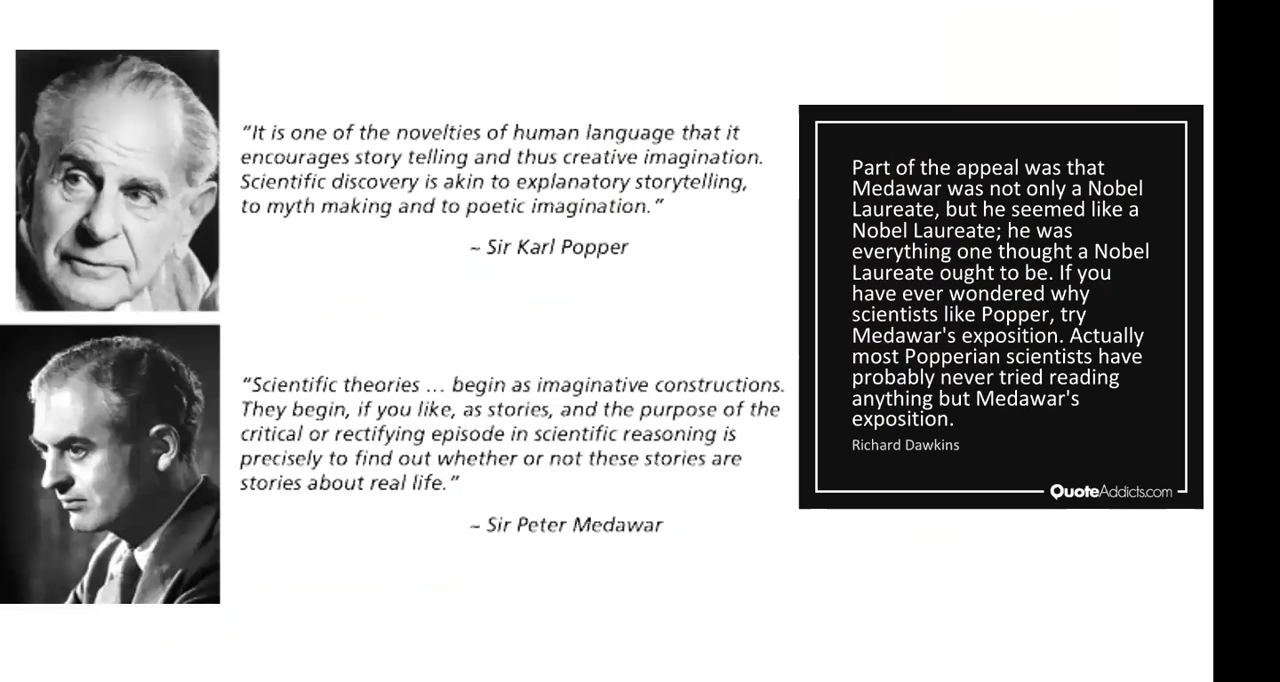 "It is one of the novelties of human language that it
encourages story telling and thus creative imagination.
Scientific discovery is akin to explanatory storytelling,
to myth making and to poetic imagination."
~ Sir Karl Popper
"Scientific theories ... begin as imaginative constructions.
They begin, if you like, as stories, and the purpose of the
critical or rectifying episode in scientific reasoning is
precisely to find out whether or not these stories are
stories about real life."
~ Sir Peter Medawar
Part of the appeal was that
Medawar was not only a Nobel
Laureate, but he seemed like a
Nobel Laureate; he was
everything one thought a Nobel
Laureate ought to be. If you
have ever wondered why
scientists like Popper, try
Medawar's exposition. Actually
most Popperian scientists have
probably never tried reading
anything but Medawar's
exposition.
Richard Dawkins
QuoteAddicts.com